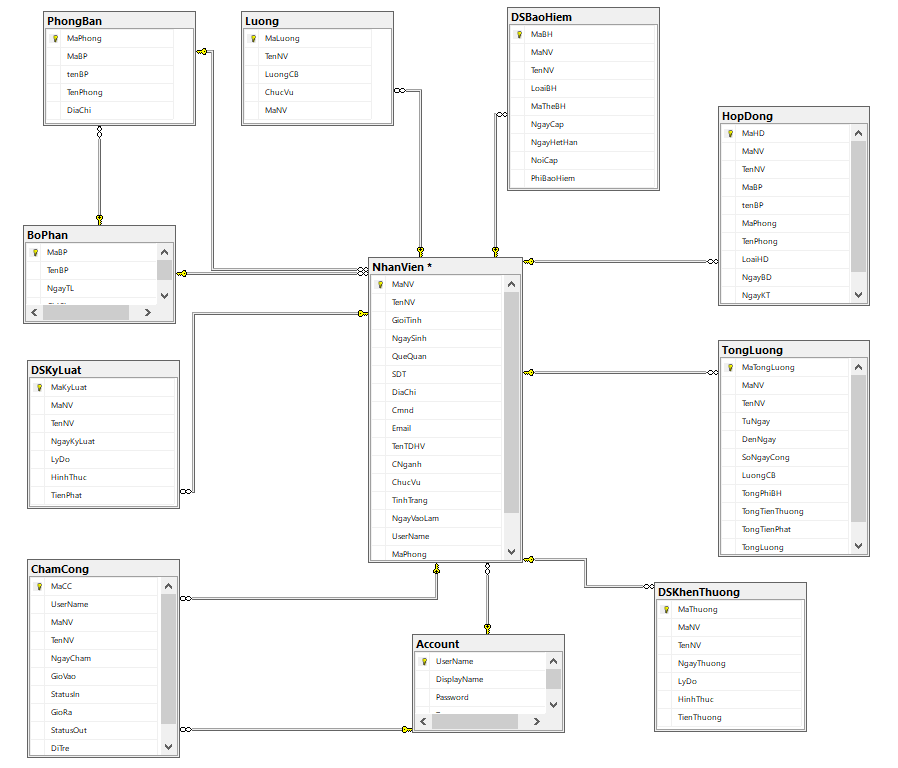 PhongBan
MaPhong
MaBP
tenBP
TenPhong
DiaChi
Luong
MaLuong
TenNV
LuongCB
ChucVu
MaNV
DSBaoHiem
MaBH
MaNV
TenNV
LoaiBH
MaTheBH
NgayCap
NgayHetHan
NoiCap
PhiBaoHiem
HopDong
MaHD
MaNV
TenNV
MaBP
tenBP
MaPhong
TenPhong
LoaiHD
NgayBD
NgayKT
BoPhan
MaBP
TenBP
NgayTL
NhanVien *
MaNV
TenNV
GioiTinh
NgaySinh
QueQuan
SDT
DiaChi
Cmnd
Email
TenTDHV
CNganh
ChucVu
TinhTrang
NgayVaoLam
UserName
MaPhong
DSKyLuat
MaKyLuat
MaNV
TenNV
NgayKyLuat
LyDo
HinhThuc
TienPhat
TongLuong
MaTongLuong
MaNV
TenNV
TuNgay
DenNgay
SoNgayCong
LuongCB
TongPhiBH
TongTienThuong
TongTienPhat
TongLuong
ChamCong
MaCC
UserName
MaNV
TenNV
NgayCham
GioVao
StatusIn
GioRa
StatusOut
DiTre
Account
UserName
DisplayName
Password
DSKhenThuong
MaThuong
MaNV
TenNV
NgayThuong
LyDo
HinhThuc
TienThuong